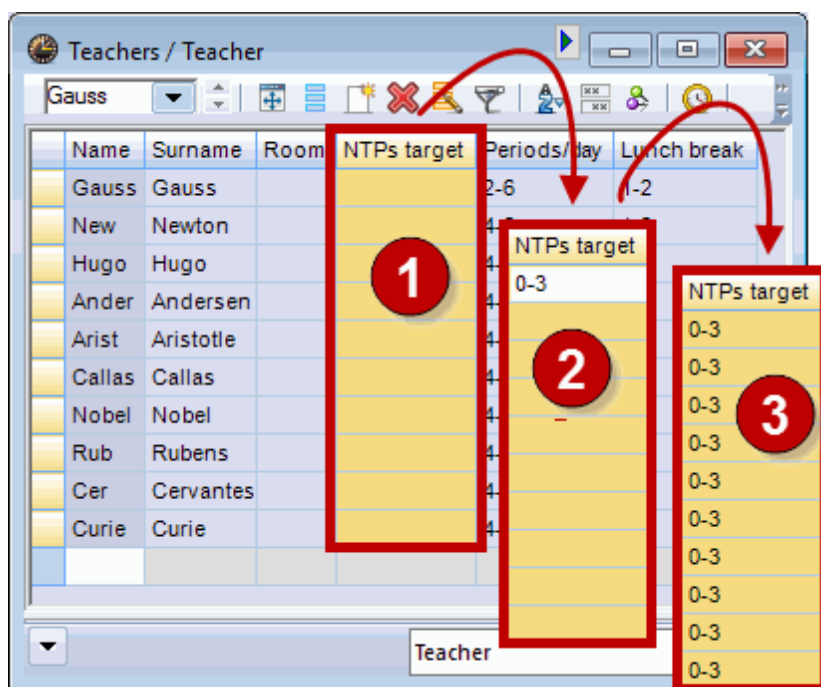 Teachers / Teacher
Gauss
Name Surname Room NTPs target Periods/day Lunch break
Gauss Gauss 2-6 1-2
New Newton
Hugo Hugo
Ander Andersen
Arist Aristotle
Callas Callas
Nobel Nobel
Rub Rubens
Cer Cervantes
Curie Curie
1
NTPs target
0-3
2
NTPs target
0-3
0-3
0-3
0-3
0-3
0-3
0-3
0-3
0-3
0-3
3
Teacher